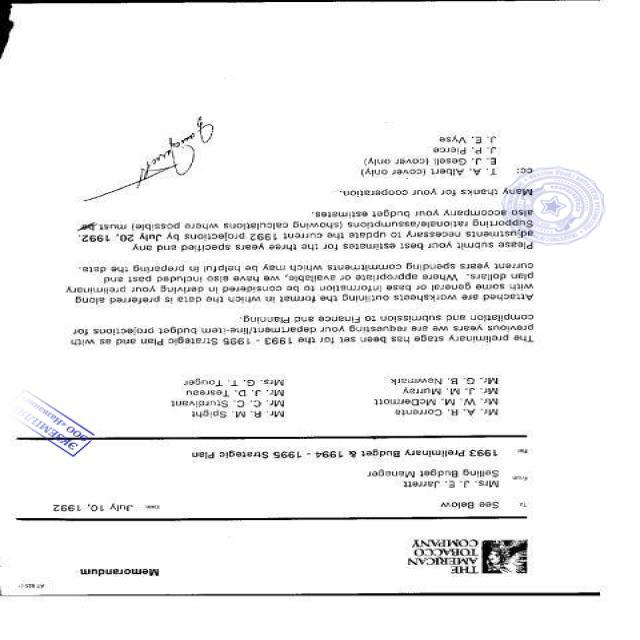 THE
AMERICAN
TOBACCO
COMPANY
Memorandum
To See Below
Date July 10, 1992
From Mrs. J. E. Jarrett
Selling Budget Manager
Re: 1993 Preliminary Budget & 1994 - 1995 Strategic Plan
Mr. A. R. Corrente Mr. R. M. Spight
Mr. W. M. McDermott Mr. C. C. Sturdivant
Mr. J. M. Murray Mr. J. D. Tesreau
Mr. G. B. Newmark Mrs. G. T. Touger
The preliminary stage has been set for the 1993 - 1995 Strategic Plan and as with
previous years we are requesting your department/line-item budget projections for
compilation and submission to Finance and Planning.
Attached are worksheets outlining the format in which the data is preferred along
with some general or base information to be considered in deriving your preliminary
plan dollars. Where appropriate or available, we have also included past and
current years spending commitments which may be helpful in preparing the data.
Please submit your best estimates for the three years specified and any
adjustments necessary to update the current 1992 projections by July 20, 1992.
Supporting rationale/assumptions (showing calculations where possible) must be
also accompany your budget estimates.
Many thanks for your cooperation.
cc: T. A. Albert (cover only)
E. J. Gesell (cover only)
J. P. Pierce
J. E. Vyse
ЭКЗЕМПЛЯР